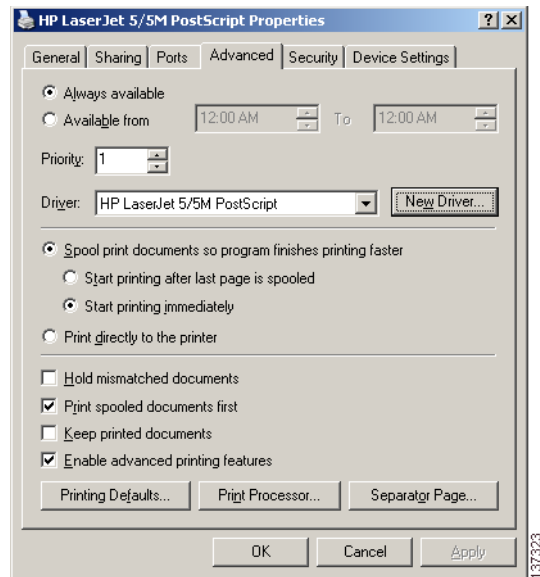 HP LaserJet 5/5M PostScript Properties
General Sharing Ports Advanced Security Device Settings
Always available
Available from 12:00 AM To 12:00 AM
Priority: 1
Driver: HP LaserJet 5/5M PostScript New Driver...
Spool print documents so program finishes printing faster
Start printing after last page is spooled
Start printing immediately
Print directly to the printer
Hold mismatched documents
Print spooled documents first
Keep printed documents
Enable advanced printing features
Printing Defaults... Print Processor... Separator Page...
OK Cancel Apply
137323